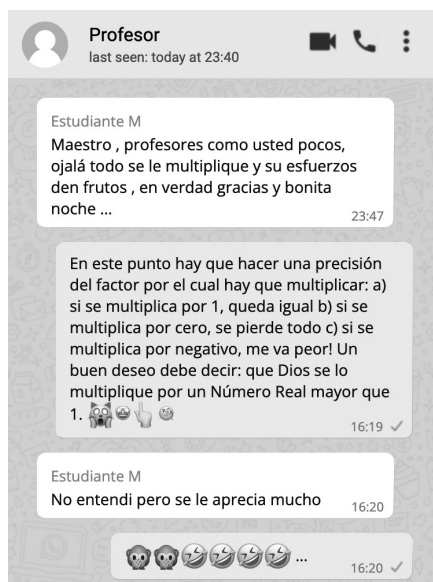 Profesor
last seen: today at 23:40
Estudiante M
Maestro , profesores como usted pocos,
ojalá todo se le multiplique y su esfuerzos
den frutos , en verdad gracias y bonita
noche ...
23:47
En este punto hay que hacer una precisión
del factor por el cual hay que multiplicar: a)
si se multiplica por 1, queda igual b) si se
multiplica por cero, se pierde todo c) si se
multiplica por negativo, me va peor! Un
buen deseo debe decir: que Dios se lo
multiplique por un Número Real mayor que
1. 🙀🤩👆🧐
16:19 ✓
Estudiante M
No entendi pero se le aprecia mucho
16:20
🙊🙊🤣🤣🤣🤣 ...
16:20 ✓